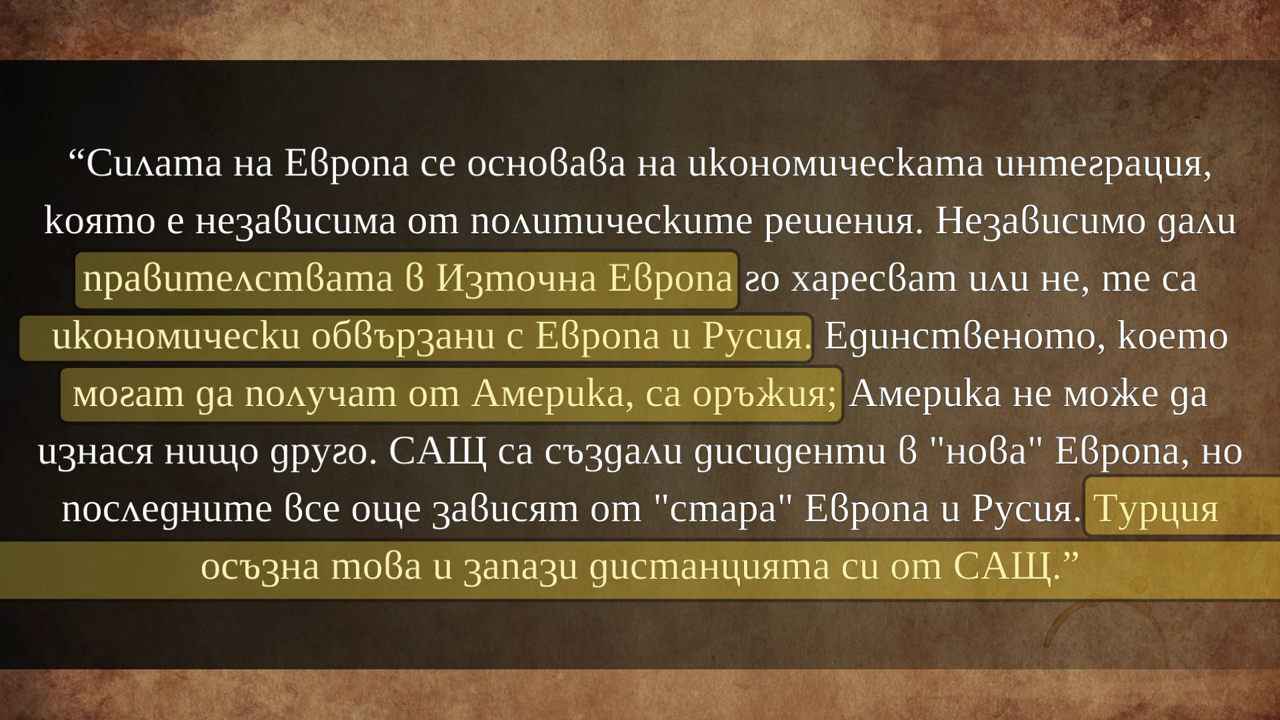 “Силата на Европа се основава на икономическата интеграция,
която е независима от политическите решения. Независимо дали
правителствата в Източна Европа го харесват или не, те са
икономически обвързани с Европа и Русия. Единственото, което
могат да получат от Америка, са оръжия; Америка не може да
изнася нищо друго. САЩ са създали дисиденти в "нова" Европа, но
последните все още зависят от "стара" Европа и Русия. Турция
осъзна това и запази дистанцията си от САЩ.”